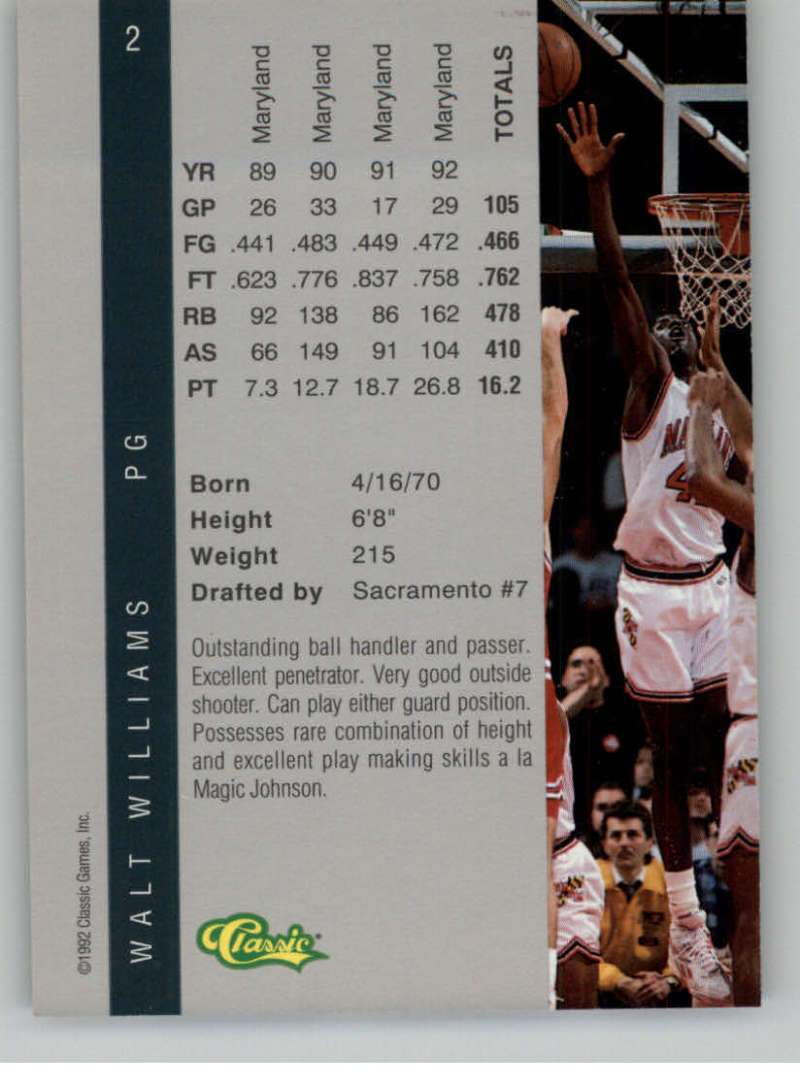 2
Maryland Maryland Maryland Maryland TOTALS
YR 89 90 91 92
GP 26 33 17 29 105
FG .441 .483 .449 .472 .466
FT .623 .776 .837 .758 .762
RB 92 138 86 162 478
AS 66 149 91 104 410
PT 7.3 12.7 18.7 26.8 16.2
Born 4/16/70
Height 6'8"
Weight 215
Drafted by Sacramento #7
Outstanding ball handler and passer.
Excellent penetrator. Very good outside
shooter. Can play either guard position.
Possesses rare combination of height
and excellent play making skills a la
Magic Johnson.
Classic
WALT WILLIAMS PG
©1992 Classic Games, Inc.